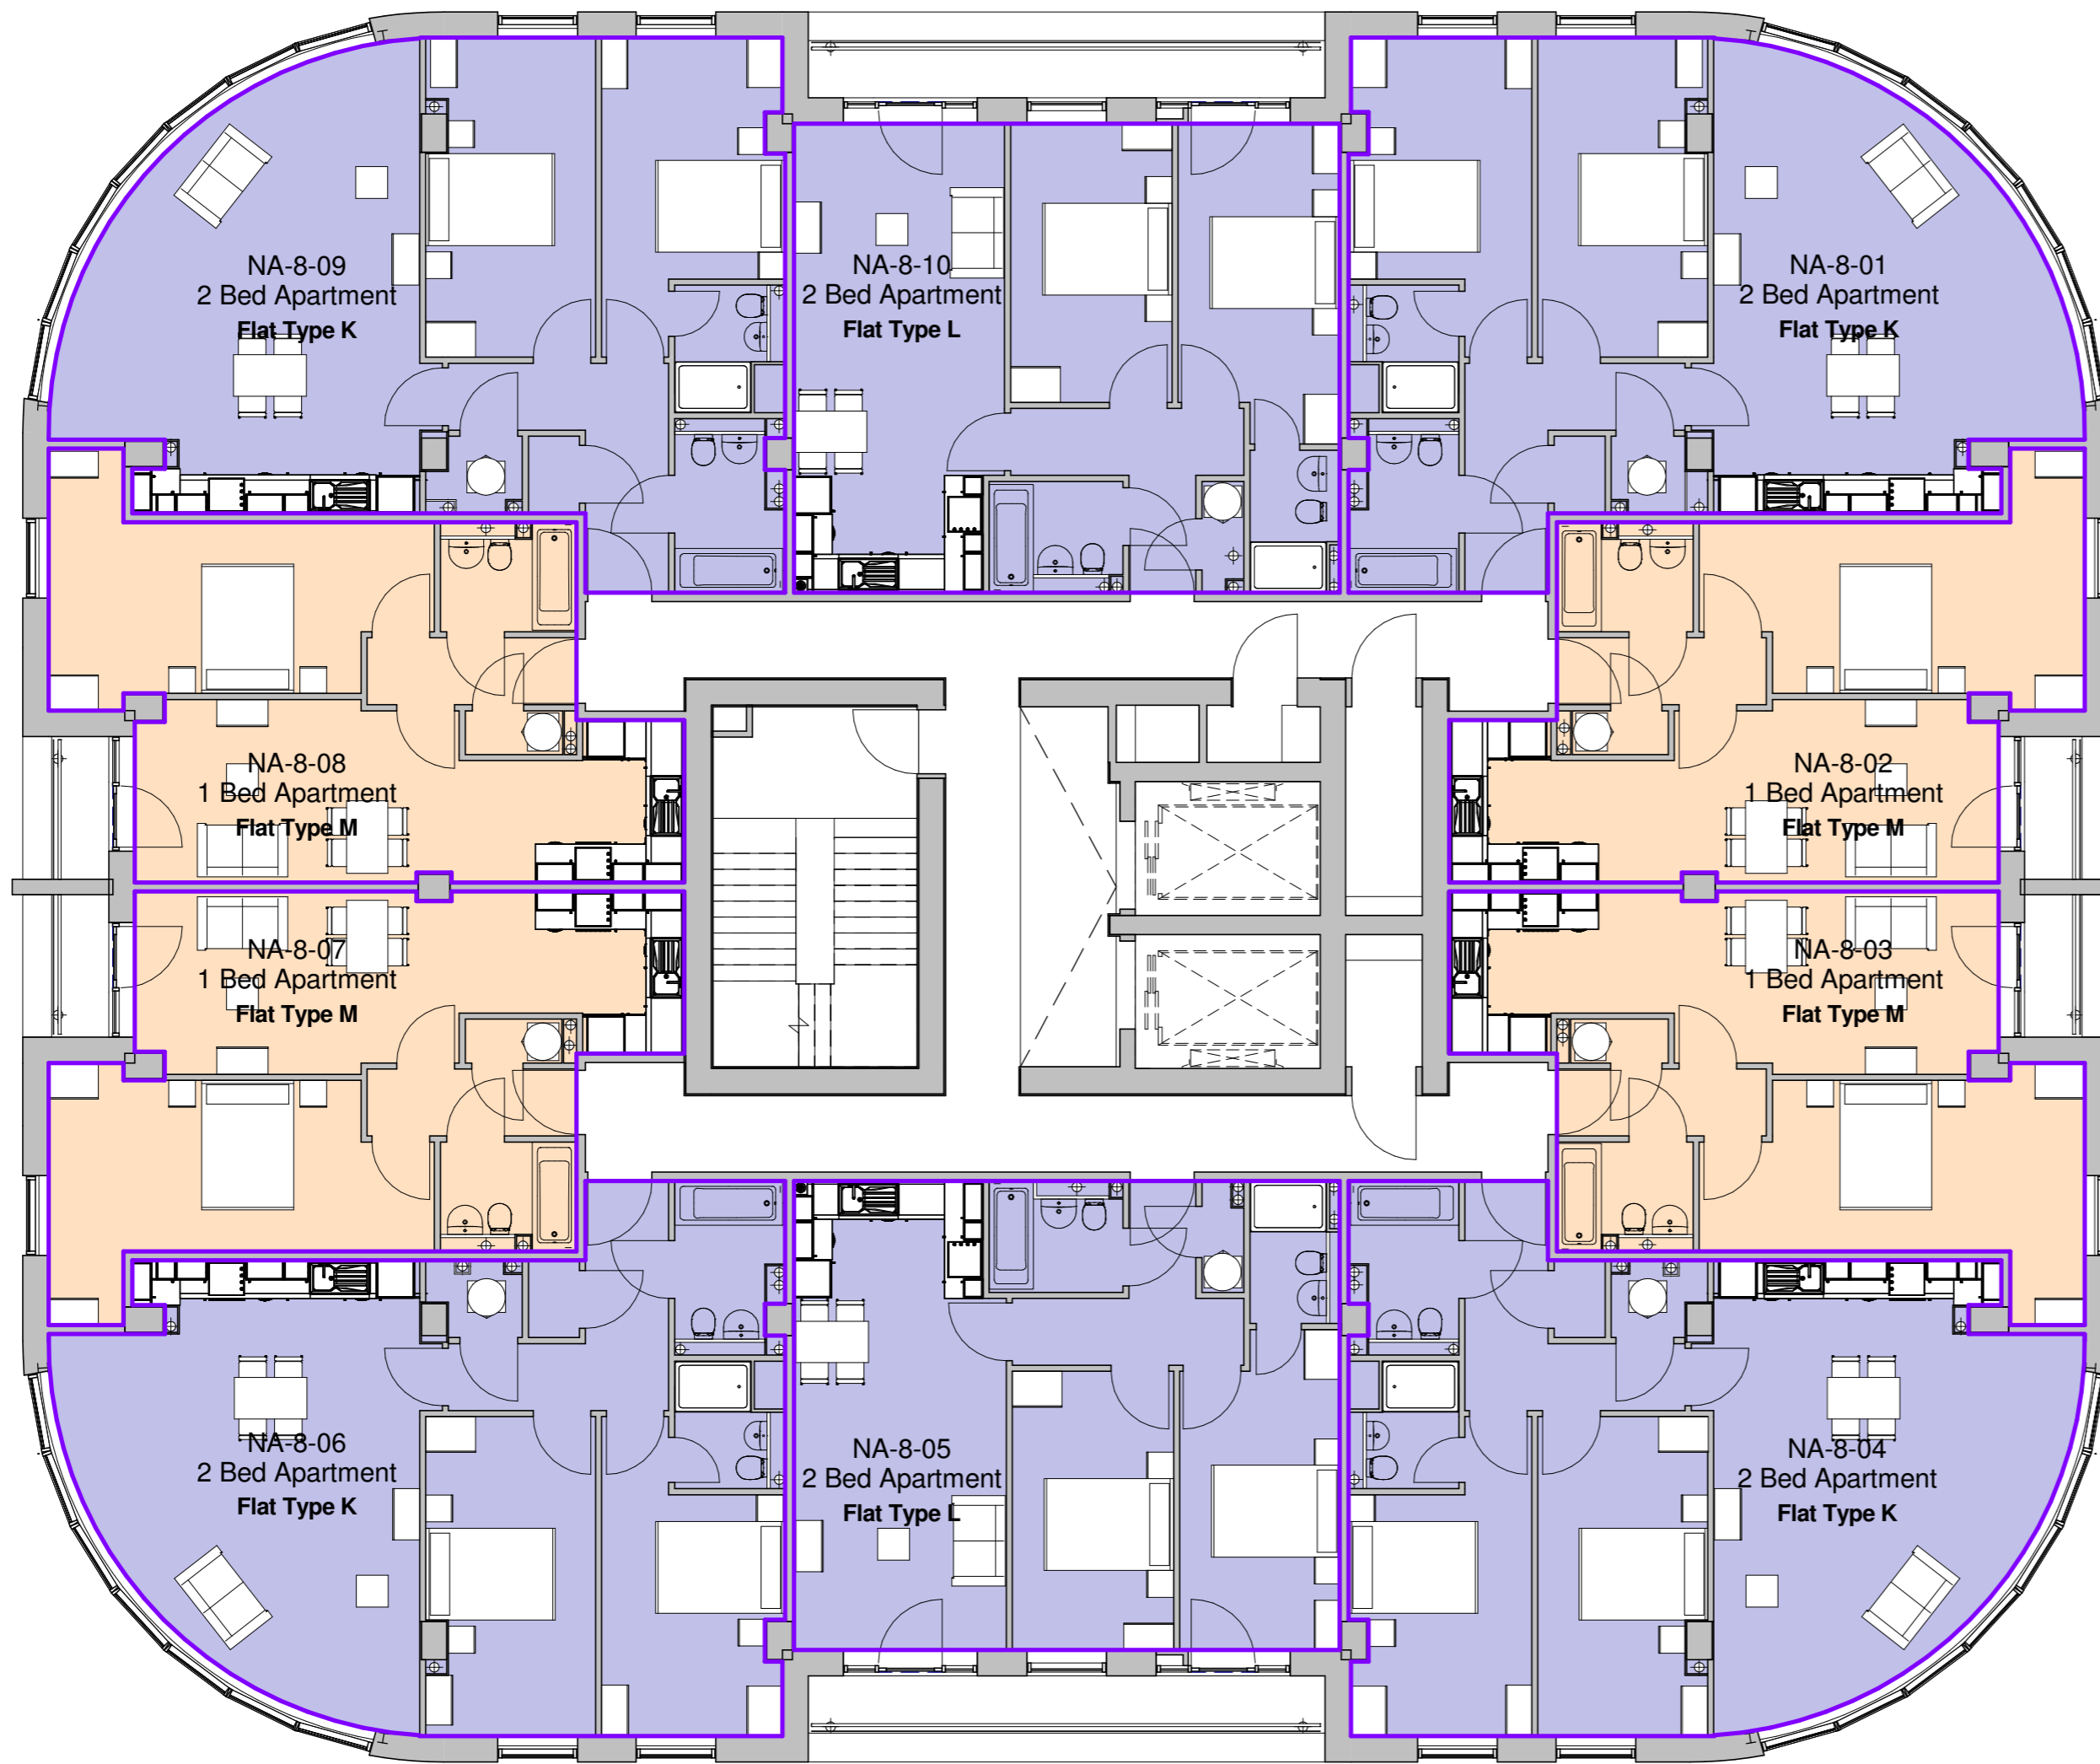 NA-8-09
2 Bed Apartment
Flat Type K
NA-8-10
2 Bed Apartment
Flat Type L
NA-8-01
2 Bed Apartment
Flat Type K
NA-8-08
1 Bed Apartment
Flat Type M
NA-8-02
1 Bed Apartment
Flat Type M
NA-8-07
1 Bed Apartment
Flat Type M
NA-8-03
1 Bed Apartment
Flat Type M
NA-8-06
2 Bed Apartment
Flat Type K
NA-8-05
2 Bed Apartment
Flat Type L
NA-8-04
2 Bed Apartment
Flat Type K